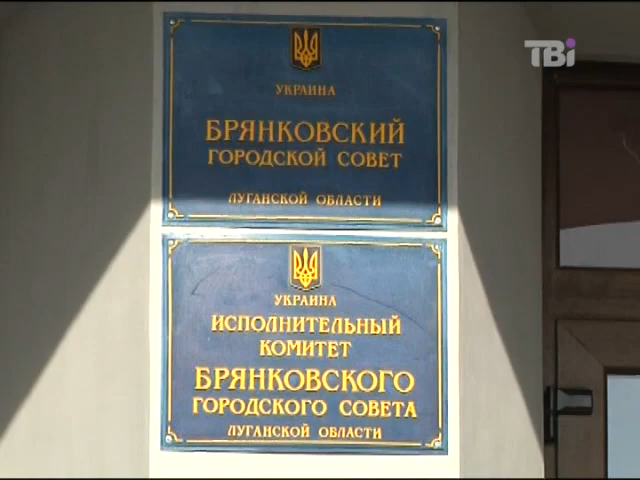 ТВі
УКРАИНА
БРЯНКОВСКИЙ
ГОРОДСКОЙ СОВЕТ
ЛУГАНСКОЙ ОБЛАСТИ
УКРАИНА
ИСПОЛНИТЕЛЬНЫЙ
КОМИТЕТ
БРЯНКОВСКОГО
ГОРОДСКОГО СОВЕТА
ЛУГАНСКОЙ ОБЛАСТИ